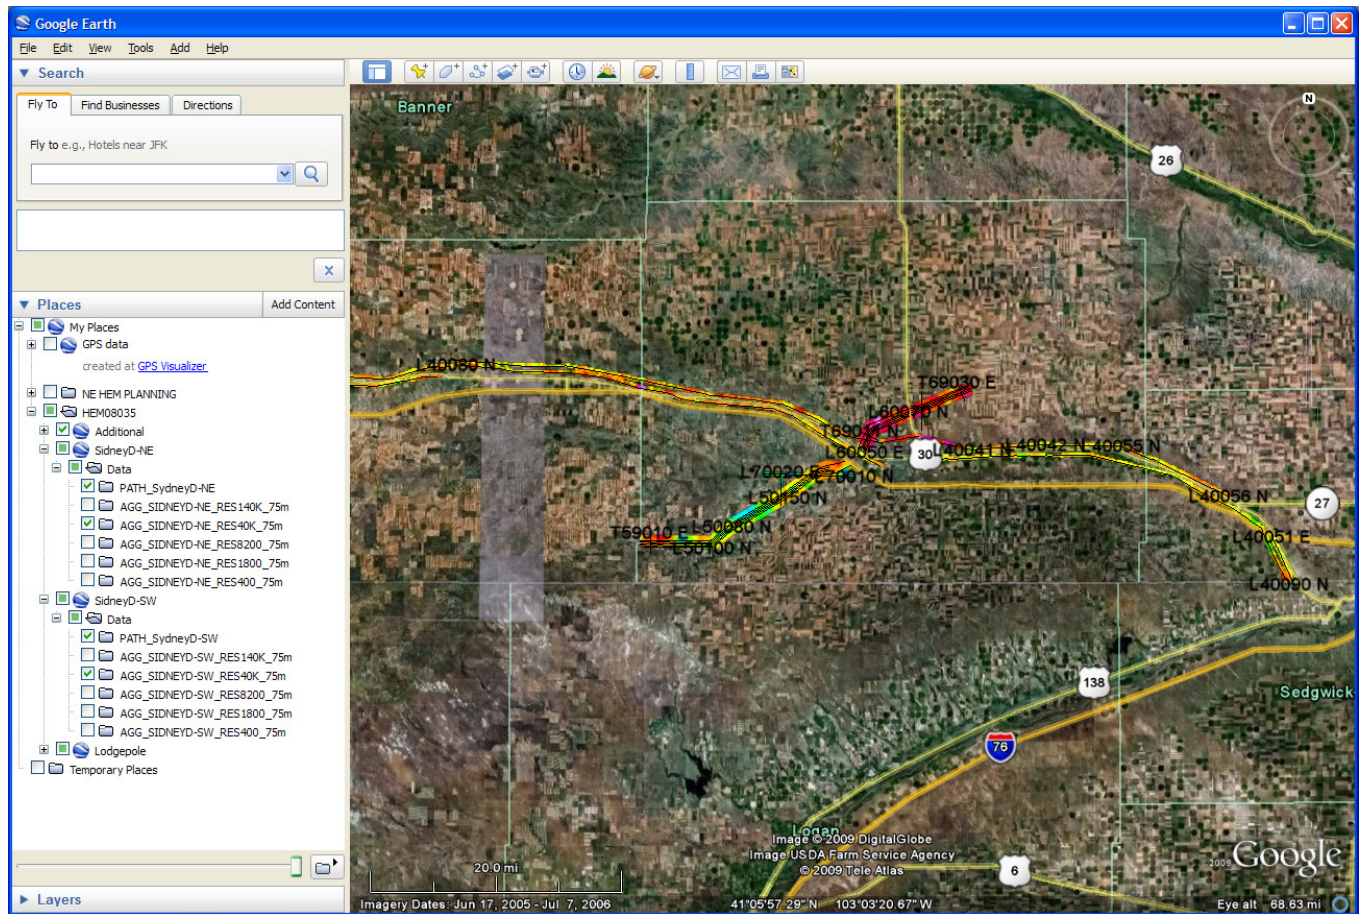 Google Earth
File Edit View Tools Add Help
Search
Fly To Find Businesses Directions
Fly to e.g., Hotels near JFK
Places Add Content
My Places
GPS data
created at GPS Visualizer
NE HEM PLANNING
HEM08035
Additional
SidneyD-NE
Data
PATH_SydneyD-NE
AGG_SIDNEYD-NE_RES140K_75m
AGG_SIDNEYD-NE_RES40K_75m
AGG_SIDNEYD-NE_RES8200_75m
AGG_SIDNEYD-NE_RES1800_75m
AGG_SIDNEYD-NE_RES400_75m
SidneyD-SW
Data
PATH_SydneyD-SW
AGG_SIDNEYD-SW_RES140K_75m
AGG_SIDNEYD-SW_RES40K_75m
AGG_SIDNEYD-SW_RES8200_75m
AGG_SIDNEYD-SW_RES1800_75m
AGG_SIDNEYD-SW_RES400_75m
Lodgepole
Temporary Places
Layers
Banner
N
26
L40080 N
T69030 E
N
L60050 E
30
L40041 N
L40042 N
L40055 N
L70020 E
L70010 N
L50150 N
L40056 N
27
T59010 E
L50080 N
L50100 N
L40051 E
L40090 N
138
Sedgwick
76
Logan
Image © 2009 DigitalGlobe
Image USDA Farm Service Agency
© 2009 Tele Atlas
6
©2009 Google
20.0 mi
Imagery Dates: Jun 17, 2005 - Jul 7, 2006
41°05'57.29" N 103°03'20.67" W
Eye alt 68.63 mi